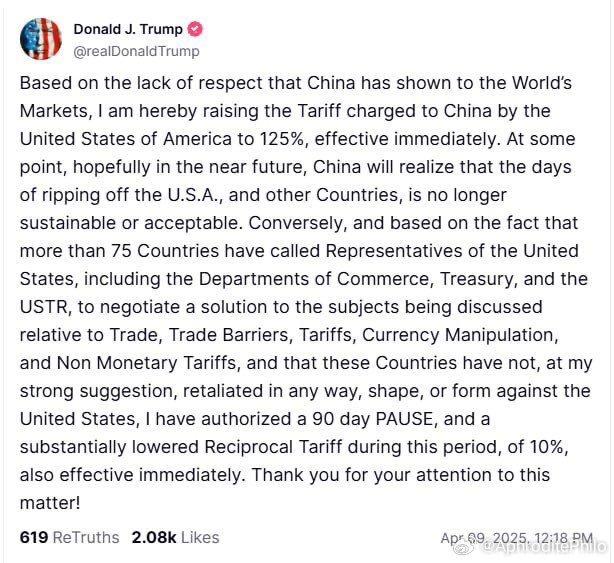 Donald J. Trump
@realDonaldTrump
Based on the lack of respect that China has shown to the World's
Markets, I am hereby raising the Tariff charged to China by the
United States of America to 125%, effective immediately. At some
point, hopefully in the near future, China will realize that the days
of ripping off the U.S.A., and other Countries, is no longer
sustainable or acceptable. Conversely, and based on the fact that
more than 75 Countries have called Representatives of the United
States, including the Departments of Commerce, Treasury, and the
USTR, to negotiate a solution to the subjects being discussed
relative to Trade, Trade Barriers, Tariffs, Currency Manipulation,
and Non Monetary Tariffs, and that these Countries have not, at my
strong suggestion, retaliated in any way, shape, or form against the
United States, I have authorized a 90 day PAUSE, and a
substantially lowered Reciprocal Tariff during this period, of 10%,
also effective immediately. Thank you for your attention to this
matter!
619 ReTruths 2.08k Likes Apr 09, 2025, 12:18 PM
@AphroditePhilo